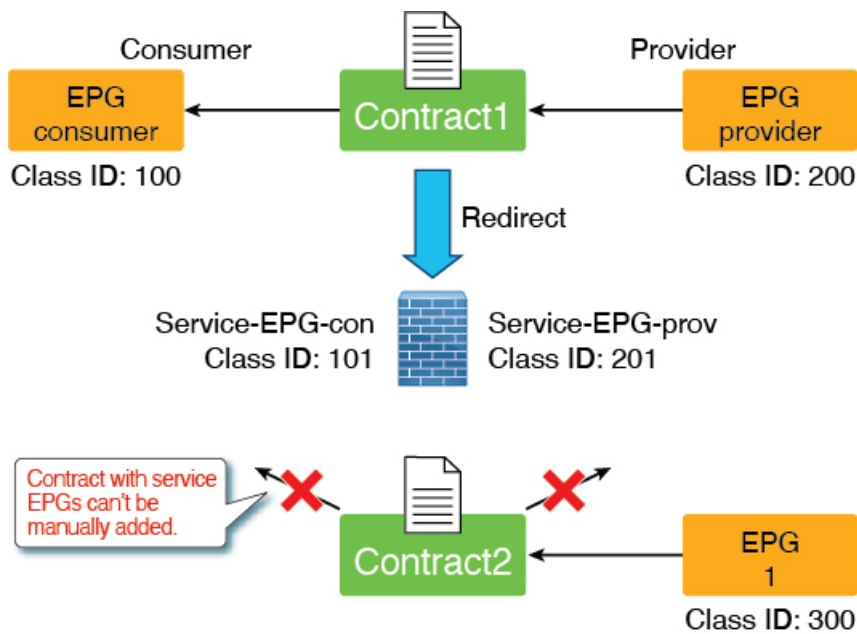 Consumer
Provider
EPG
consumer
Contract1
EPG
provider
Class ID: 100
Class ID: 200
Redirect
Service-EPG-con
Class ID: 101
Service-EPG-prov
Class ID: 201
Contract with service
EPGs can't be
manually added.
Contract2
EPG
1
Class ID: 300